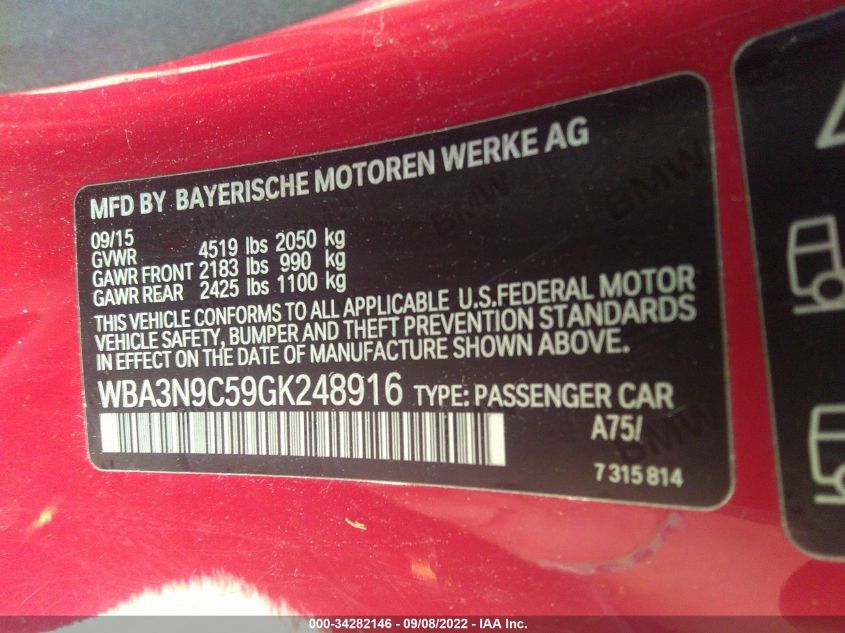 MFD BY BAYERISCHE MOTOREN WERKE AG
09/15
GVWR 4519 lbs 2050 kg
GAWR FRONT 2183 lbs 990 kg
GAWR REAR 2425 lbs 1100 kg
THIS VEHICLE CONFORMS TO ALL APPLICABLE U.S.FEDERAL MOTOR
VEHICLE SAFETY, BUMPER AND THEFT PREVENTION STANDARDS
IN EFFECT ON THE DATE OF MANUFACTURE SHOWN ABOVE.
WBA3N9C59GK248916 TYPE: PASSENGER CAR
A75/
7 315 814
BMW
BMW
BMW
000-34282146 - 09/08/2022 - IAA Inc.